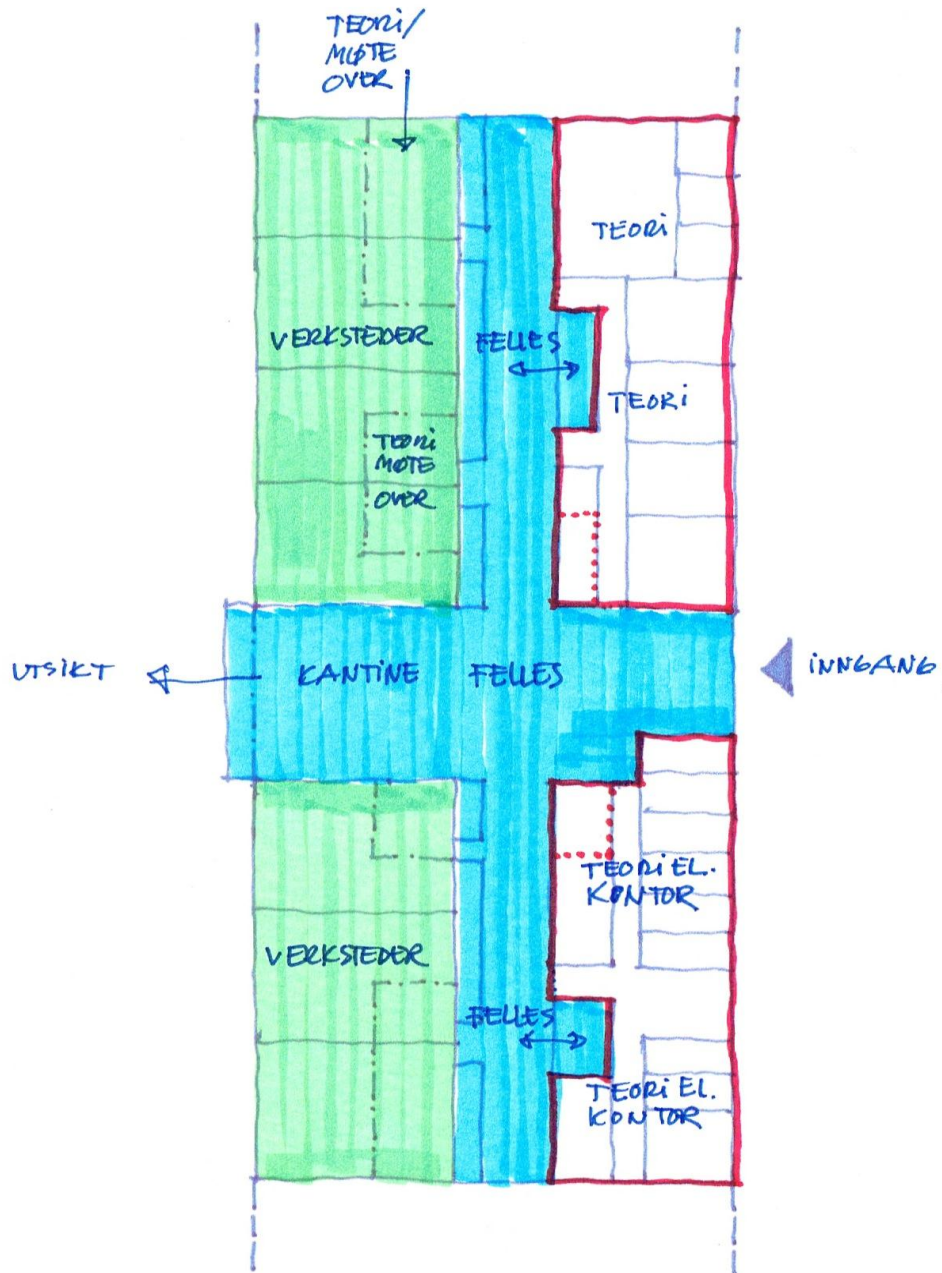 TEORI/
MØTE
OVER
TEORI
VERKSTEDER
FELLES
TEORI
TEORI
MØTE
OVER
UTSIKT
KANTINE
FELLES
INNGANG
TEORI EL.
KONTOR
VERKSTEDER
FELLES
TEORI EL.
KONTOR